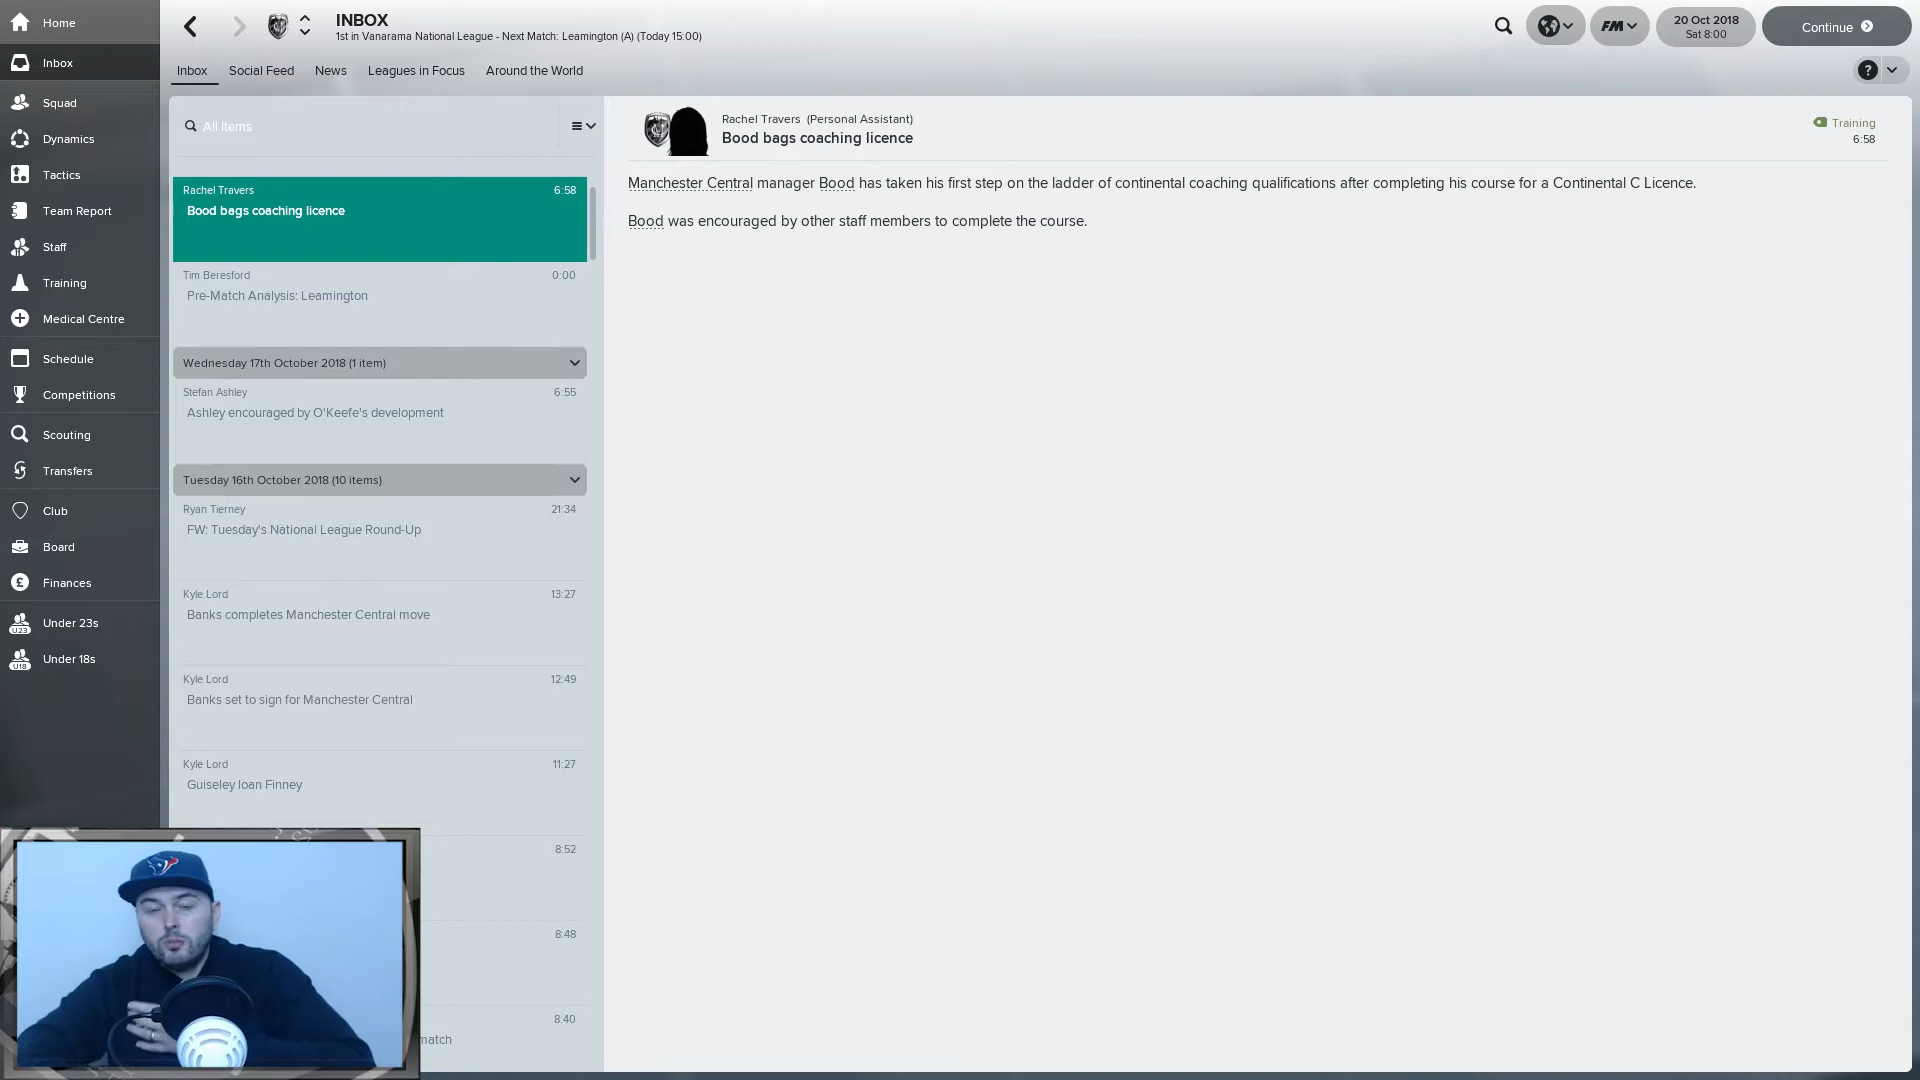 Home
Inbox
Squad
Dynamics
Tactics
Team Report
Staff
Training
Medical Centre
Schedule
Competitions
Scouting
Transfers
Club
Board
Finances
U23
Under 23s
U18
Under 18s
INBOX
1st in Vanarama National League - Next Match: Leamington (A) (Today 15:00)
FM
20 Oct 2018
Sat 8:00
Continue
Inbox Social Feed News Leagues in Focus Around the World
?
All Items
Rachel Travers 6:58
Bood bags coaching licence
Tim Beresford 0:00
Pre-Match Analysis: Leamington
Wednesday 17th October 2018 (1 item)
Stefan Ashley 6:55
Ashley encouraged by O'Keefe's development
Tuesday 16th October 2018 (10 items)
Ryan Tierney 21:34
FW: Tuesday's National League Round-Up
Kyle Lord 13:27
Banks completes Manchester Central move
Kyle Lord 12:49
Banks set to sign for Manchester Central
Kyle Lord 11:27
Guiseley loan Finney
8:52
8:48
8:40
match
Rachel Travers (Personal Assistant)
Bood bags coaching licence
Training
6:58
Manchester Central manager Bood has taken his first step on the ladder of continental coaching qualifications after completing his course for a Continental C Licence.
Bood was encouraged by other staff members to complete the course.